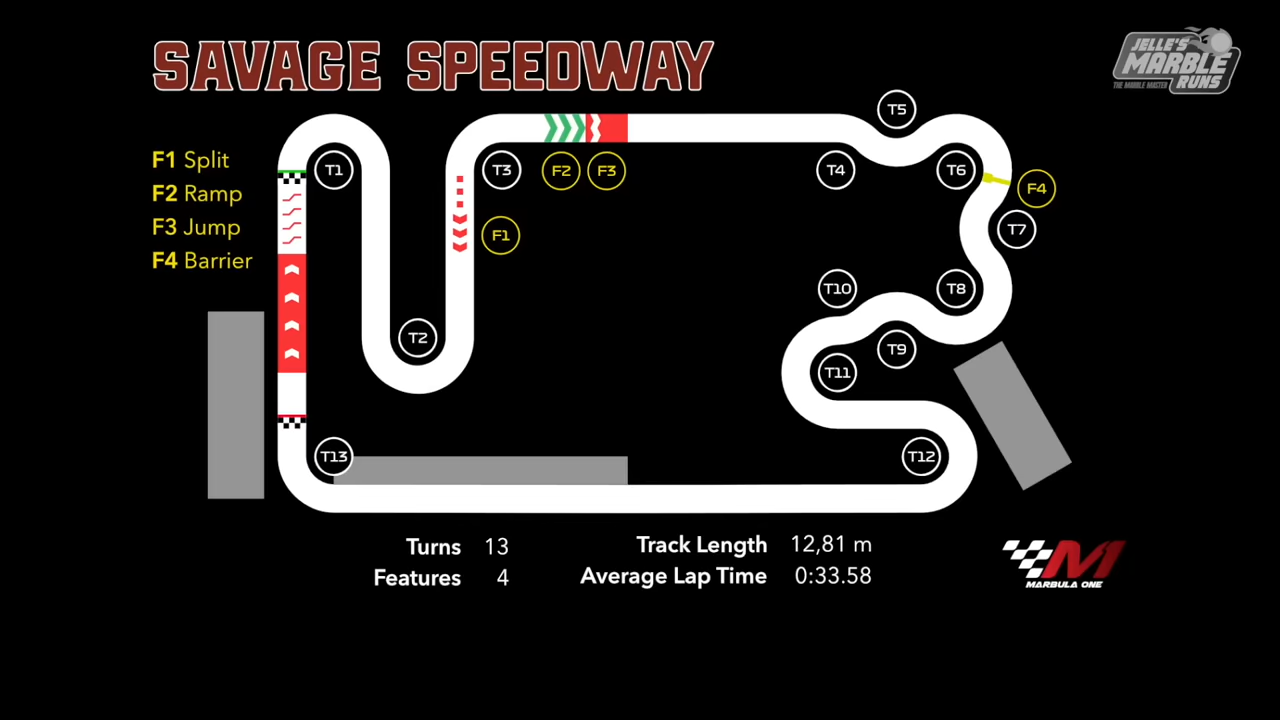 SAVAGE SPEEDWAY
JELLE'S
MARBLE
RUNS
THE MARBLE MASTER
F1 Split
F2 Ramp
F3 Jump
F4 Barrier
T1
T2
T3
F1
F2
F3
T4
T5
T6
F4
T7
T8
T9
T10
T11
T12
T13
Turns 13
Features 4
Track Length 12,81 m
Average Lap Time 0:33.58
M1
MARBULA ONE